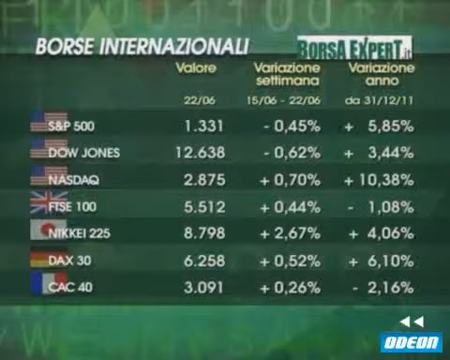 BORSE INTERNAZIONALI
BORSA EXPERT.it
Valore Variazione settimana Variazione anno
22/06 15/06 - 22/06 da 31/12/11
S&P 500 1.331 - 0,45% + 5,85%
DOW JONES 12.638 - 0,62% + 3,44%
NASDAQ 2.875 + 0,70% + 10,38%
FTSE 100 5.512 + 0,44% - 1,08%
NIKKEI 225 8.798 + 2,67% + 4,06%
DAX 30 6.258 + 0,52% + 6,10%
CAC 40 3.091 + 0,26% - 2,16%
ODEON